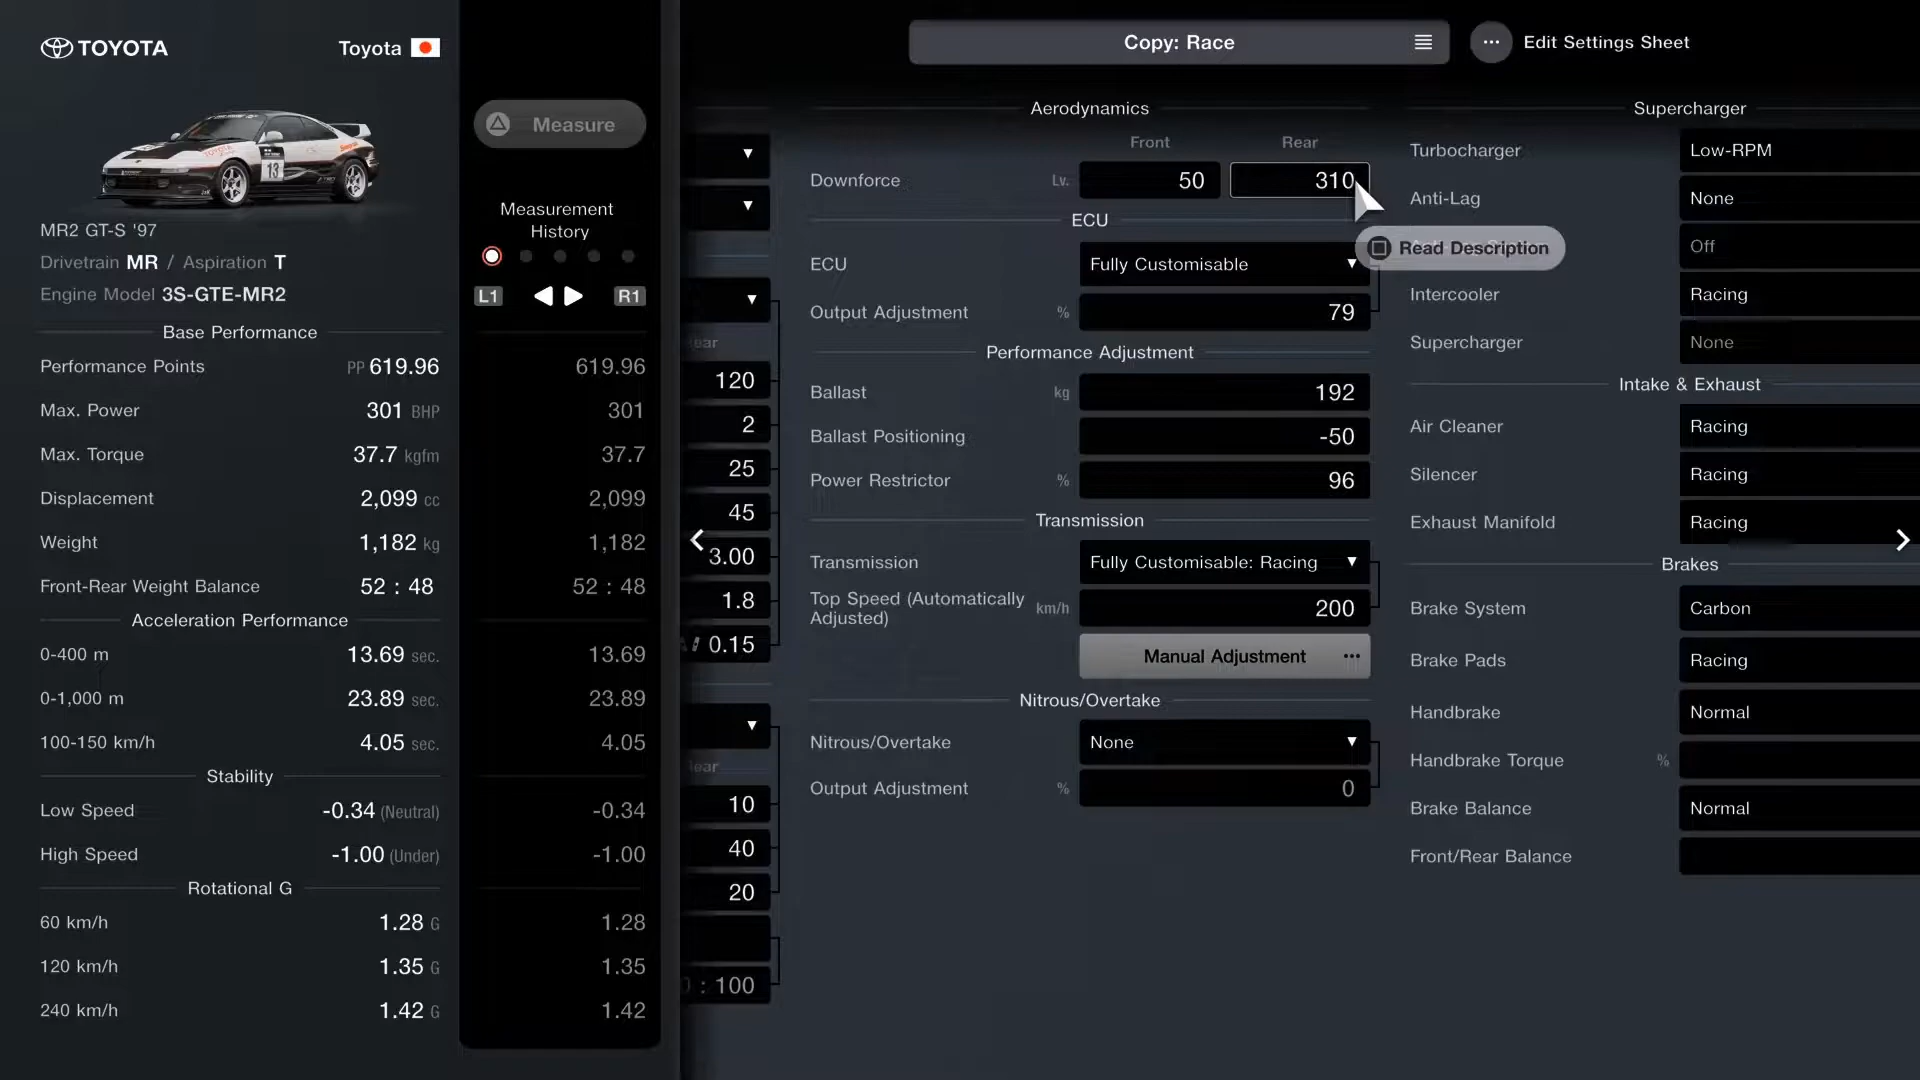 TOYOTA
Toyota
MR2 GT-S '97
Drivetrain MR / Aspiration T
Engine Model 3S-GTE-MR2
Base Performance
Performance Points PP 619.96
Max. Power 301 BHP
Max. Torque 37.7 kgfm
Displacement 2,099 cc
Weight 1,182 kg
Front-Rear Weight Balance 52 : 48
Acceleration Performance
0-400 m 13.69 sec.
0-1,000 m 23.89 sec.
100-150 km/h 4.05 sec.
Stability
Low Speed -0.34 (Neutral)
High Speed -1.00 (Under)
Rotational G
60 km/h 1.28 G
120 km/h 1.35 G
240 km/h 1.42 G
Measure
Measurement
History
L1 R1
619.96
301
37.7
2,099
1,182
52 : 48
13.69
23.89
4.05
-0.34
-1.00
1.28
1.35
1.42
120
2
25
45
3.00
1.8
0.15
10
40
20
: 100
Copy: Race
Edit Settings Sheet
Aerodynamics
Front Rear
Downforce Lv. 50 310
ECU
ECU Fully Customisable
Output Adjustment % 79
Performance Adjustment
Ballast kg 192
Ballast Positioning -50
Power Restrictor % 96
Transmission
Transmission Fully Customisable: Racing
Top Speed (Automatically
Adjusted) km/h 200
Manual Adjustment
Nitrous/Overtake
Nitrous/Overtake None
Output Adjustment % 0
Supercharger
Turbocharger Low-RPM
Anti-Lag None
Read Description
Off
Intercooler Racing
Supercharger None
Intake & Exhaust
Air Cleaner Racing
Silencer Racing
Exhaust Manifold Racing
Brakes
Brake System Carbon
Brake Pads Racing
Handbrake Normal
Handbrake Torque %
Brake Balance Normal
Front/Rear Balance